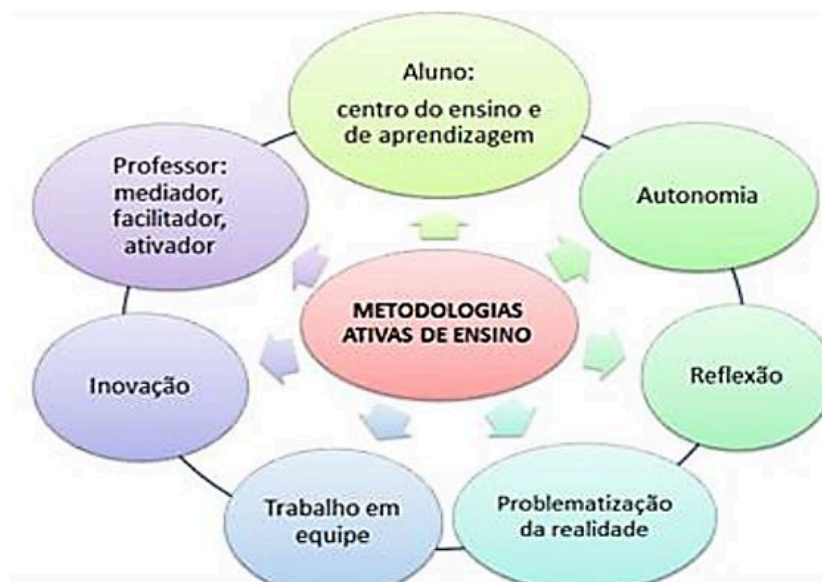 Aluno:
centro do ensino e
de aprendizagem
Autonomia
Reflexão
Problematização
da realidade
Trabalho em
equipe
Inovação
Professor:
mediador,
facilitador,
ativador
METODOLOGIAS
ATIVAS DE ENSINO